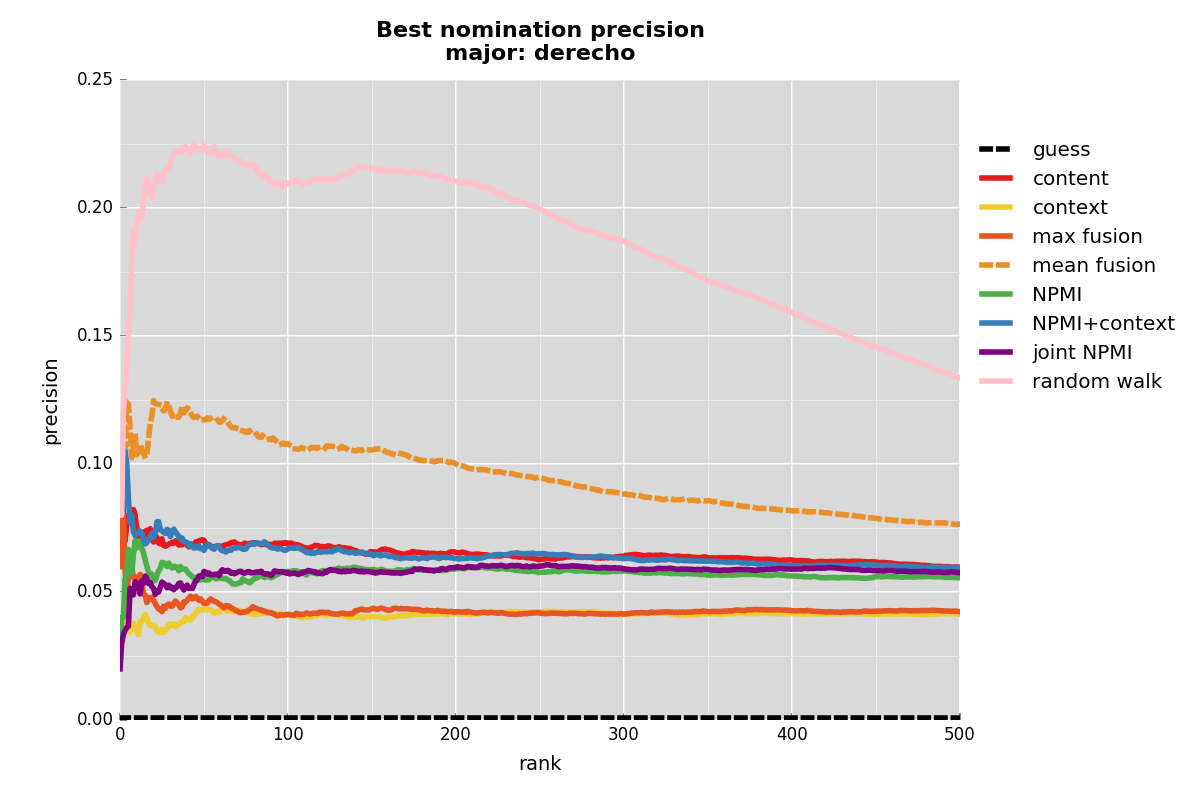 Best nomination precision
major: derecho
0.25
0.20
0.15
0.10
0.05
0.00
precision
0
100
200
300
400
500
rank
guess
content
context
max fusion
mean fusion
NPMI
NPMI+context
joint NPMI
random walk